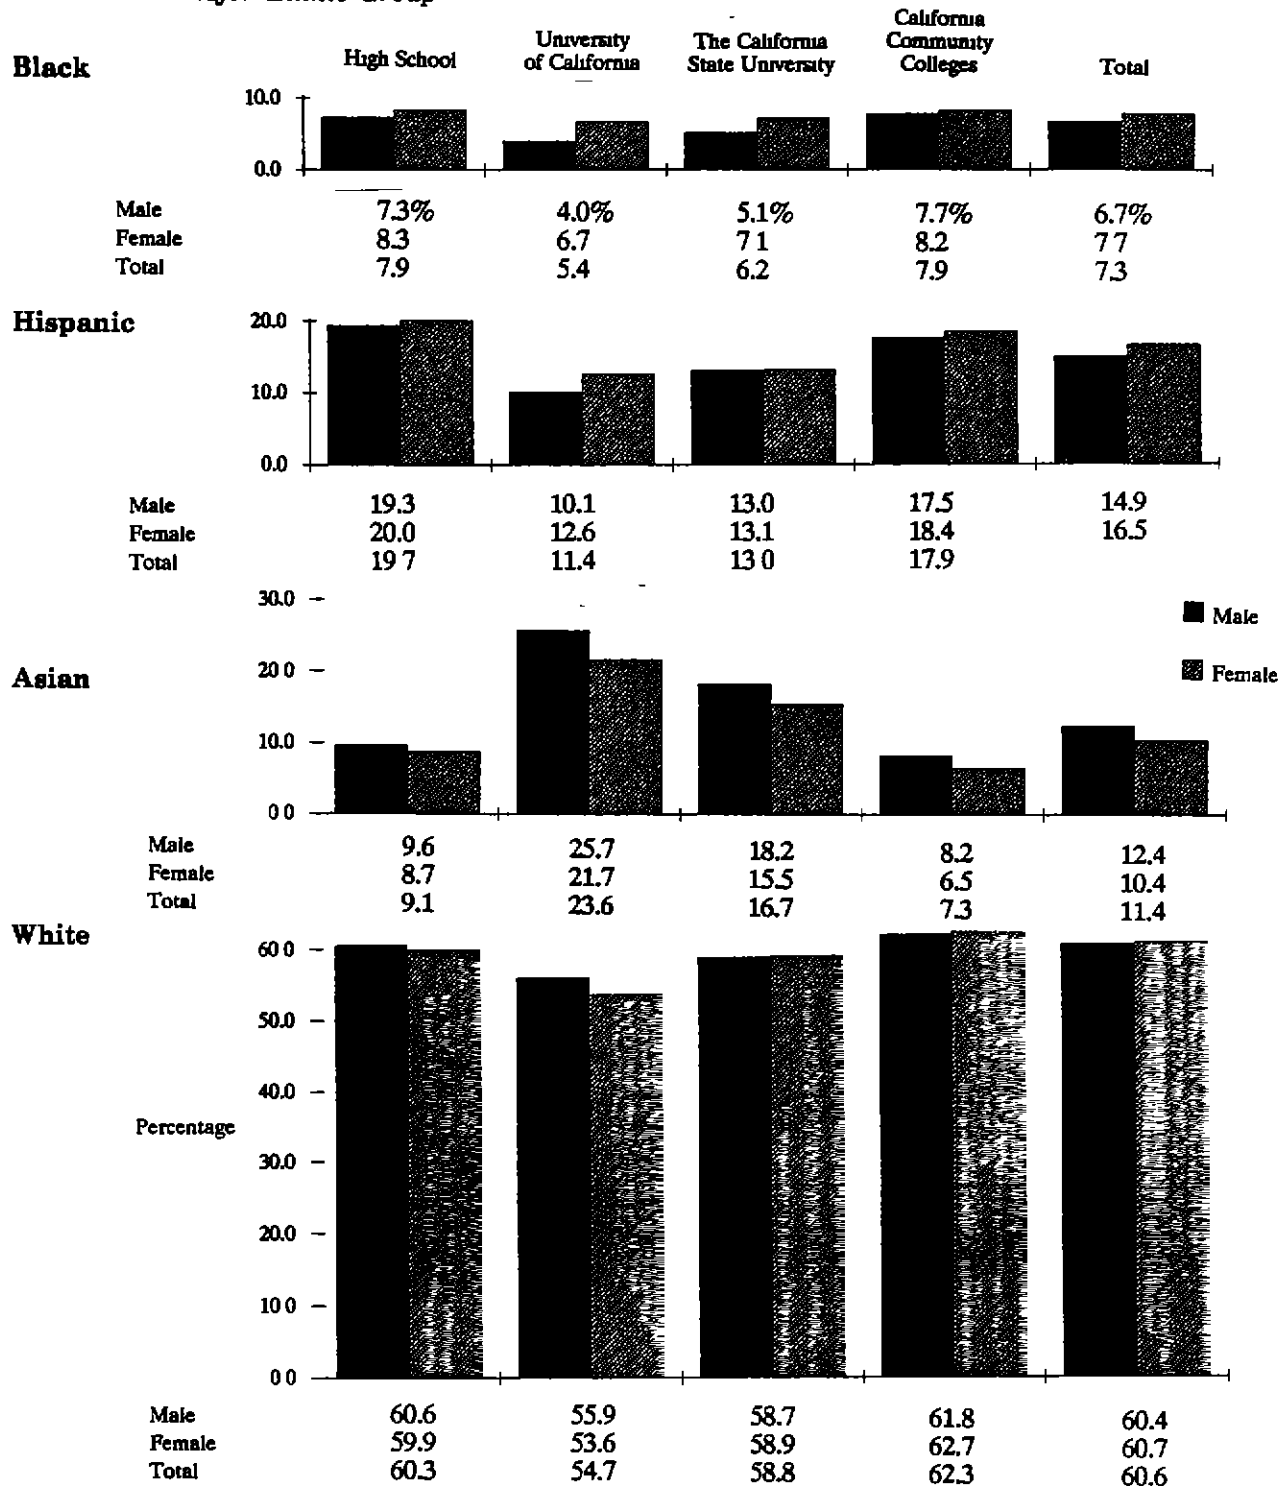 Major Ethnic Group
Black
High School
University
of California
The California
State University
California
Community
Colleges
Total
10.0
0.0
Male 7.3% 4.0% 5.1% 7.7% 6.7%
Female 8.3 6.7 7 1 8.2 7 7
Total 7.9 5.4 6.2 7.9 7.3
Hispanic
20.0
10.0
0.0
Male 19.3 10.1 13.0 17.5 14.9
Female 20.0 12.6 13.1 18.4 16.5
Total 19 7 11.4 13 0 17.9
30.0
Male
Asian
20 0
Female
10.0
0 0
Male 9.6 25.7 18.2 8.2 12.4
Female 8.7 21.7 15.5 6.5 10.4
Total 9.1 23.6 16.7 7.3 11.4
White
60 0
50.0
40.0
Percentage
30.0
20.0
10 0
0 0
Male 60.6 55.9 58.7 61.8 60.4
Female 59.9 53.6 58.9 62.7 60.7
Total 60.3 54.7 58.8 62.3 60.6